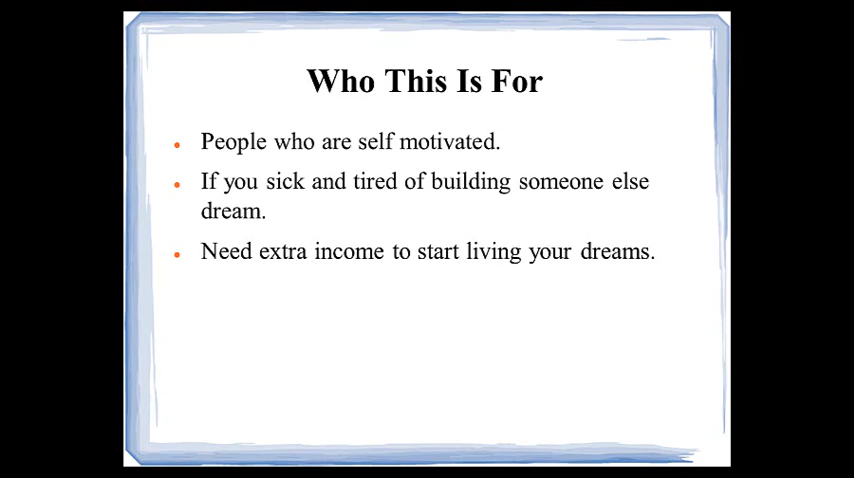 Who This Is For
People who are self motivated.
If you sick and tired of building someone else
dream.
Need extra income to start living your dreams.